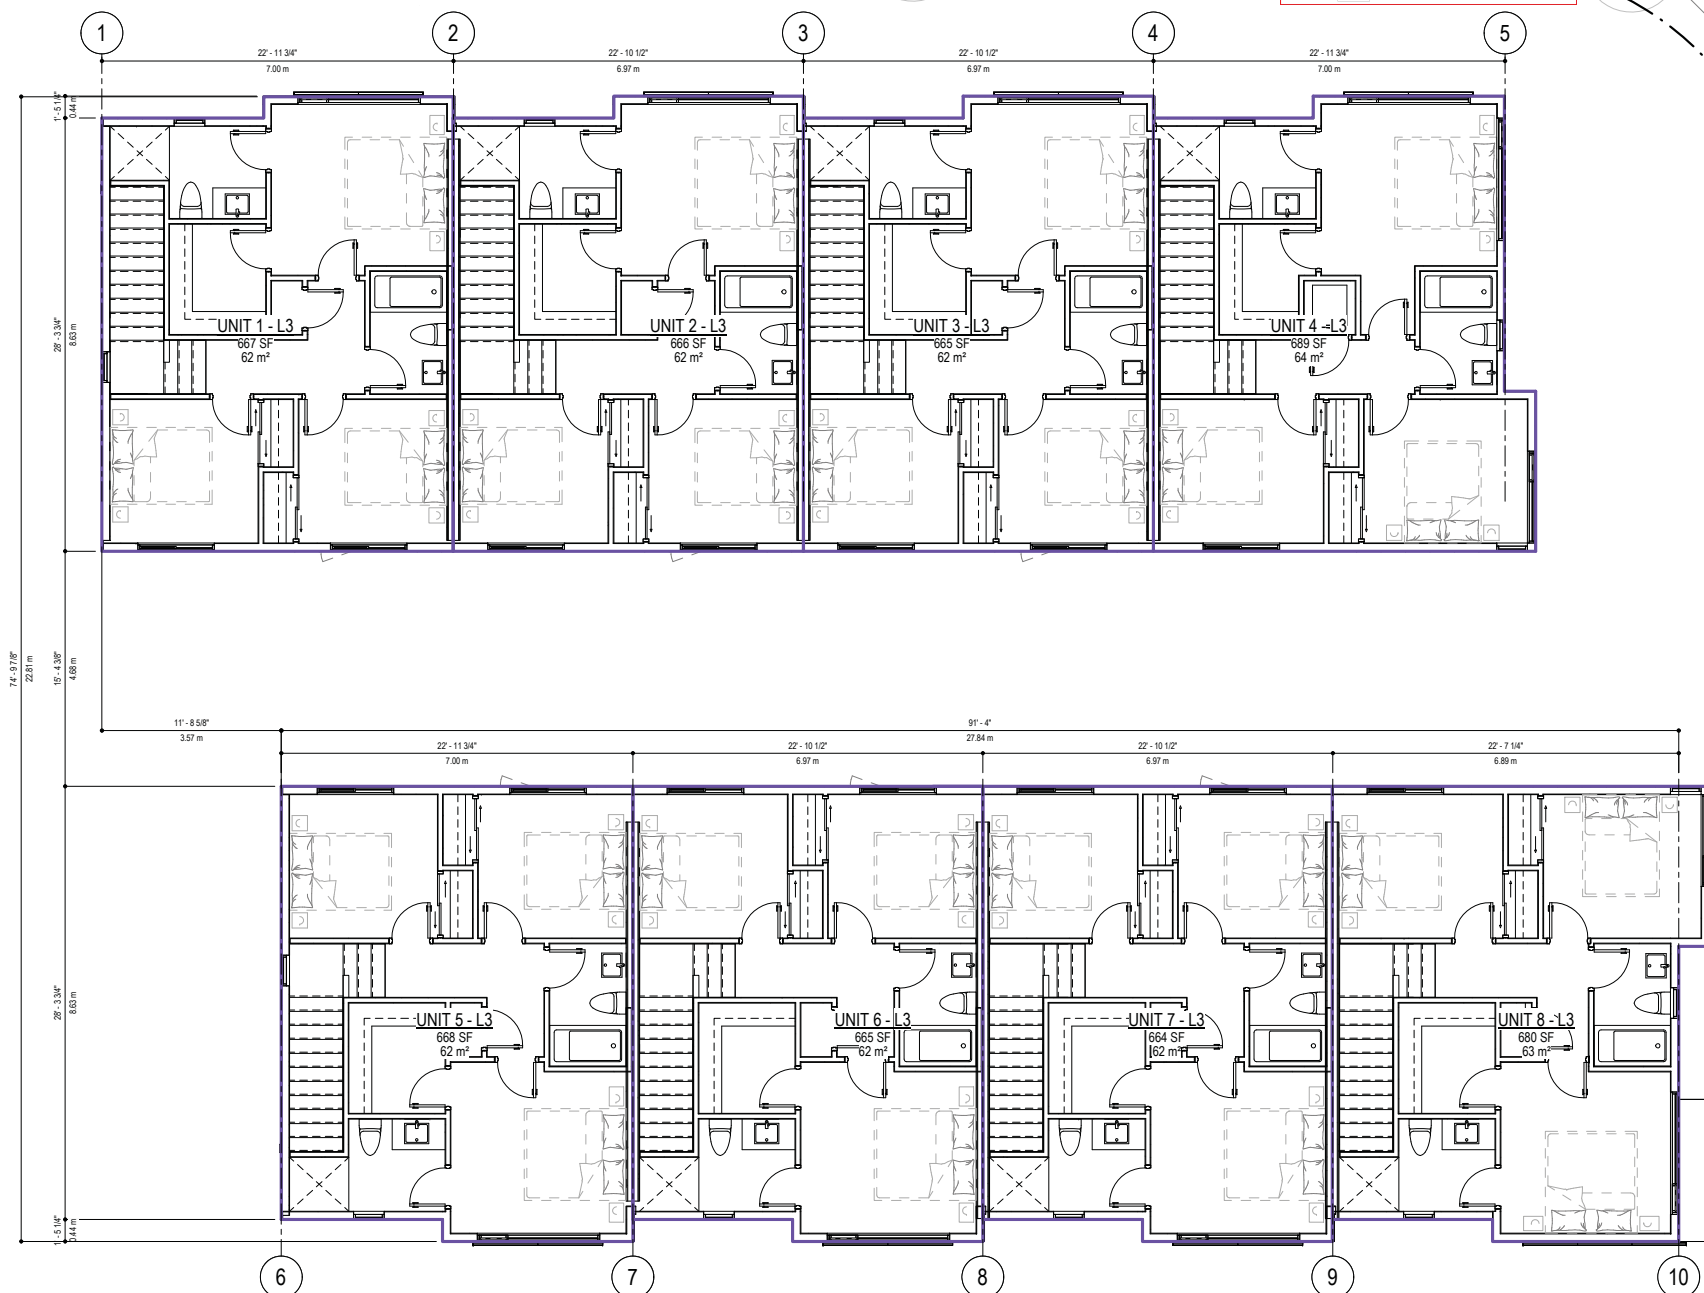 1
2
3
4
5
22' - 11 3/4"
7.00 m
22' - 10 1/2"
6.97 m
22' - 10 1/2"
6.97 m
22' - 11 3/4"
7.00 m
1' - 5 1/4"
0.44 m
28' - 3 3/4"
8.63 m
UNIT 1 - L3
667 SF
62 m²
UNIT 2 - L3
666 SF
62 m²
UNIT 3 - L3
665 SF
62 m²
UNIT 4 - L3
689 SF
64 m²
74' - 9 7/8"
22.81 m
15' - 4 3/8"
4.68 m
11' - 8 5/8"
3.57 m
91' - 4"
27.84 m
22' - 11 3/4"
7.00 m
22' - 10 1/2"
6.97 m
22' - 10 1/2"
6.97 m
22' - 7 1/4"
6.89 m
28' - 3 3/4"
8.63 m
UNIT 5 - L3
668 SF
62 m²
UNIT 6 - L3
665 SF
62 m²
UNIT 7 - L3
664 SF
62 m²
UNIT 8 - L3
680 SF
63 m²
1' - 5 1/4"
0.44 m
6
7
8
9
10